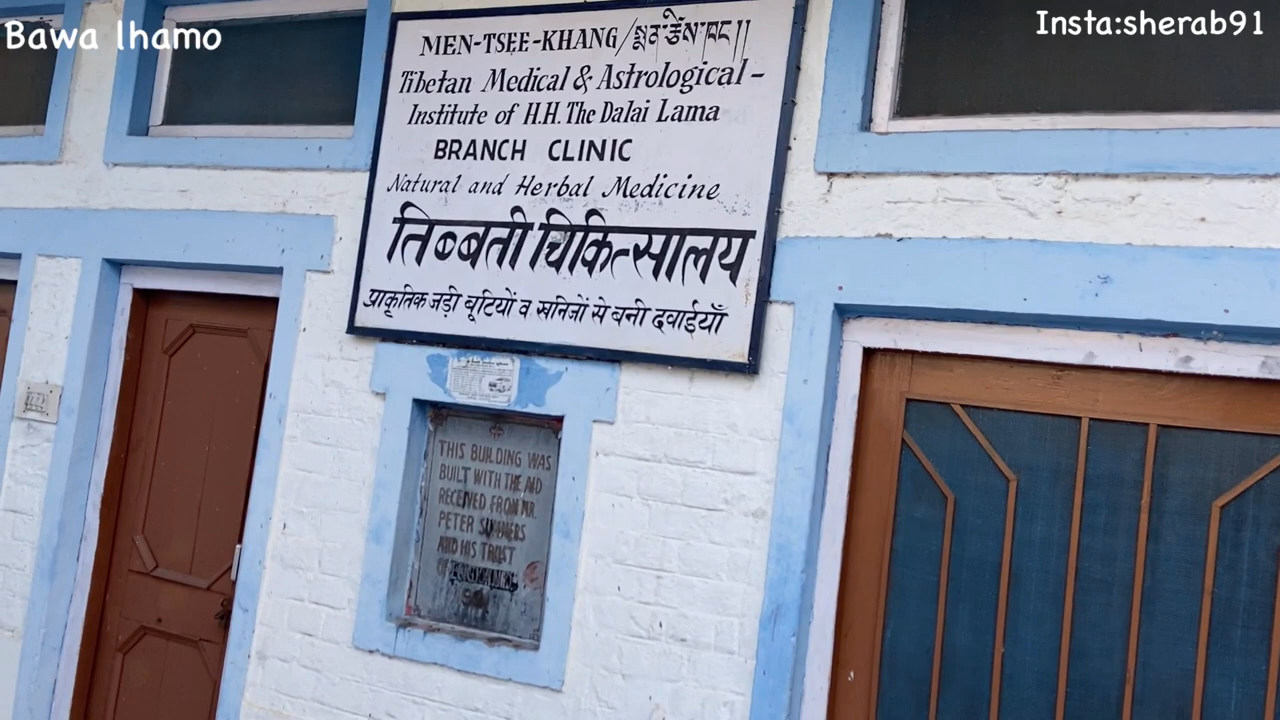 Bawa lhamo
Insta:sherab91
MEN-TSEE-KHANG/སྨན་རྩིས་ཁང།།
Tibetan Medical & Astrological-
Institute of H.H. The Dalai Lama
BRANCH CLINIC
Natural and Herbal Medicine
तिब्बती चिकित्सालय
प्राकृतिक जड़ी बूटियों व खनिजों से बनी दवाईयाँ
THIS BUILDING WAS
BUILT WITH THE AID
RECEIVED FROM MR.
PETER
AND HIS TRUST
OF